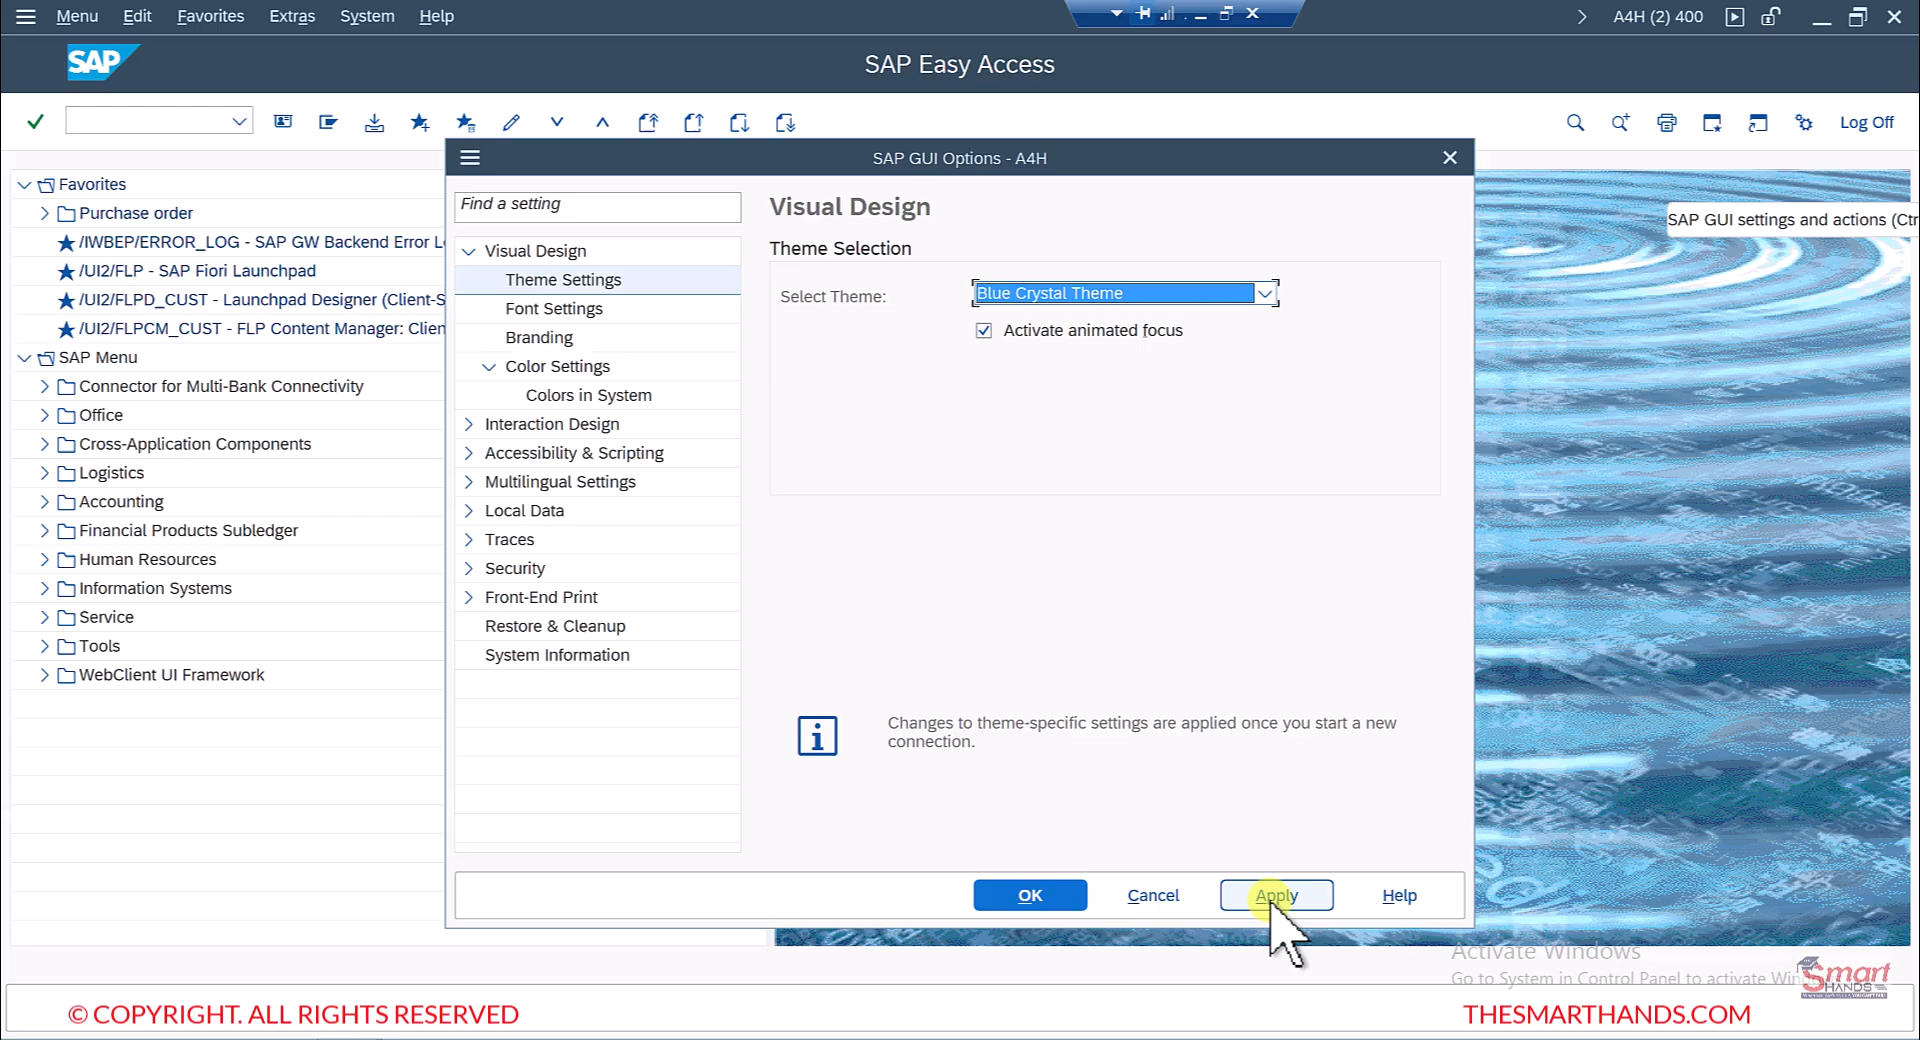 Menu Edit Favorites Extras System Help
A4H (2) 400
SAP
SAP Easy Access
Log Off
SAP GUI Options - A4H
Favorites
Purchase order
/IWBEP/ERROR_LOG - SAP GW Backend Error L
/UI2/FLP - SAP Fiori Launchpad
/UI2/FLPD_CUST - Launchpad Designer (Client-S
/UI2/FLPCM_CUST - FLP Content Manager: Clien
SAP Menu
Connector for Multi-Bank Connectivity
Office
Cross-Application Components
Logistics
Accounting
Financial Products Subledger
Human Resources
Information Systems
Service
Tools
WebClient UI Framework
Find a setting
Visual Design
Theme Settings
Font Settings
Branding
Color Settings
Colors in System
Interaction Design
Accessibility & Scripting
Multilingual Settings
Local Data
Traces
Security
Front-End Print
Restore & Cleanup
System Information
Visual Design
Theme Selection
Select Theme: Blue Crystal Theme
Activate animated focus
Changes to theme-specific settings are applied once you start a new
connection.
OK Cancel Apply Help
SAP GUI settings and actions (Ctr
Activate Windows
Go to System in Control Panel to activate Win
Smart
HANDS
© COPYRIGHT. ALL RIGHTS RESERVED
THESMARTHANDS.COM